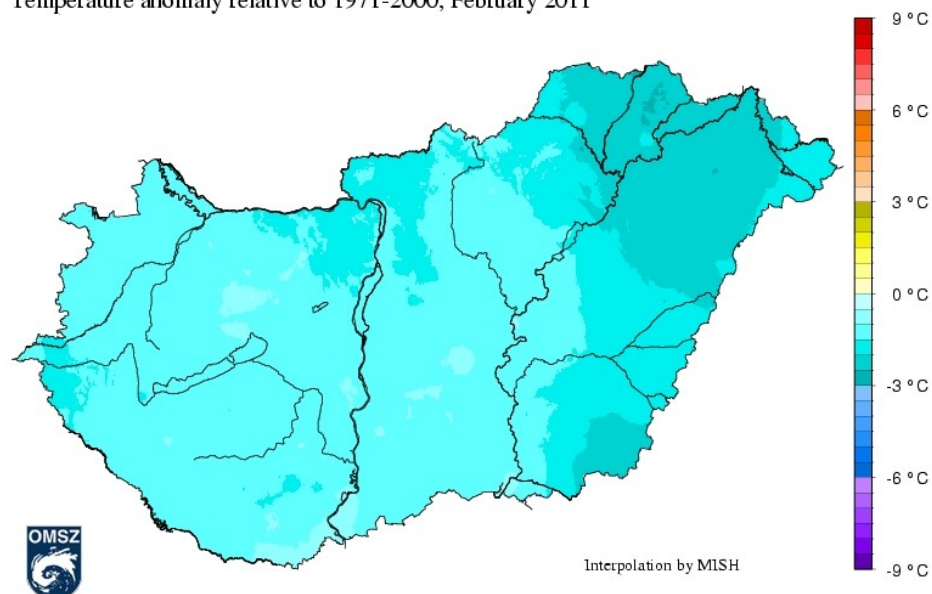 Temperature anomaly relative to 1971-2000, February 2011
9 °C
6 °C
3 °C
0 °C
-3 °C
-6 °C
-9 °C
OMSZ
Interpolation by MISH